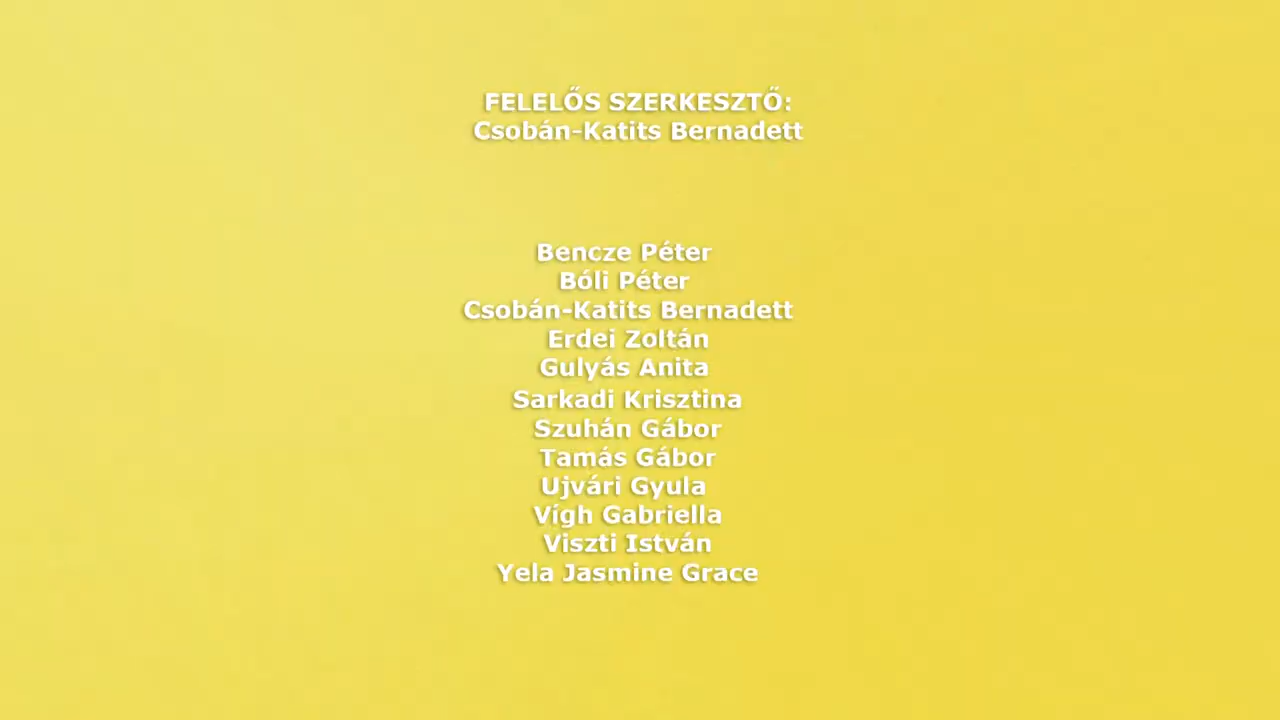 FELELŐS SZERKESZTŐ:
Csobán-Katits Bernadett
Bencze Péter
Bóli Péter
Csobán-Katits Bernadett
Erdei Zoltán
Gulyás Anita
Sarkadi Krisztina
Szuhán Gábor
Tamás Gábor
Ujvári Gyula
Vígh Gabriella
Viszti István
Yela Jasmine Grace